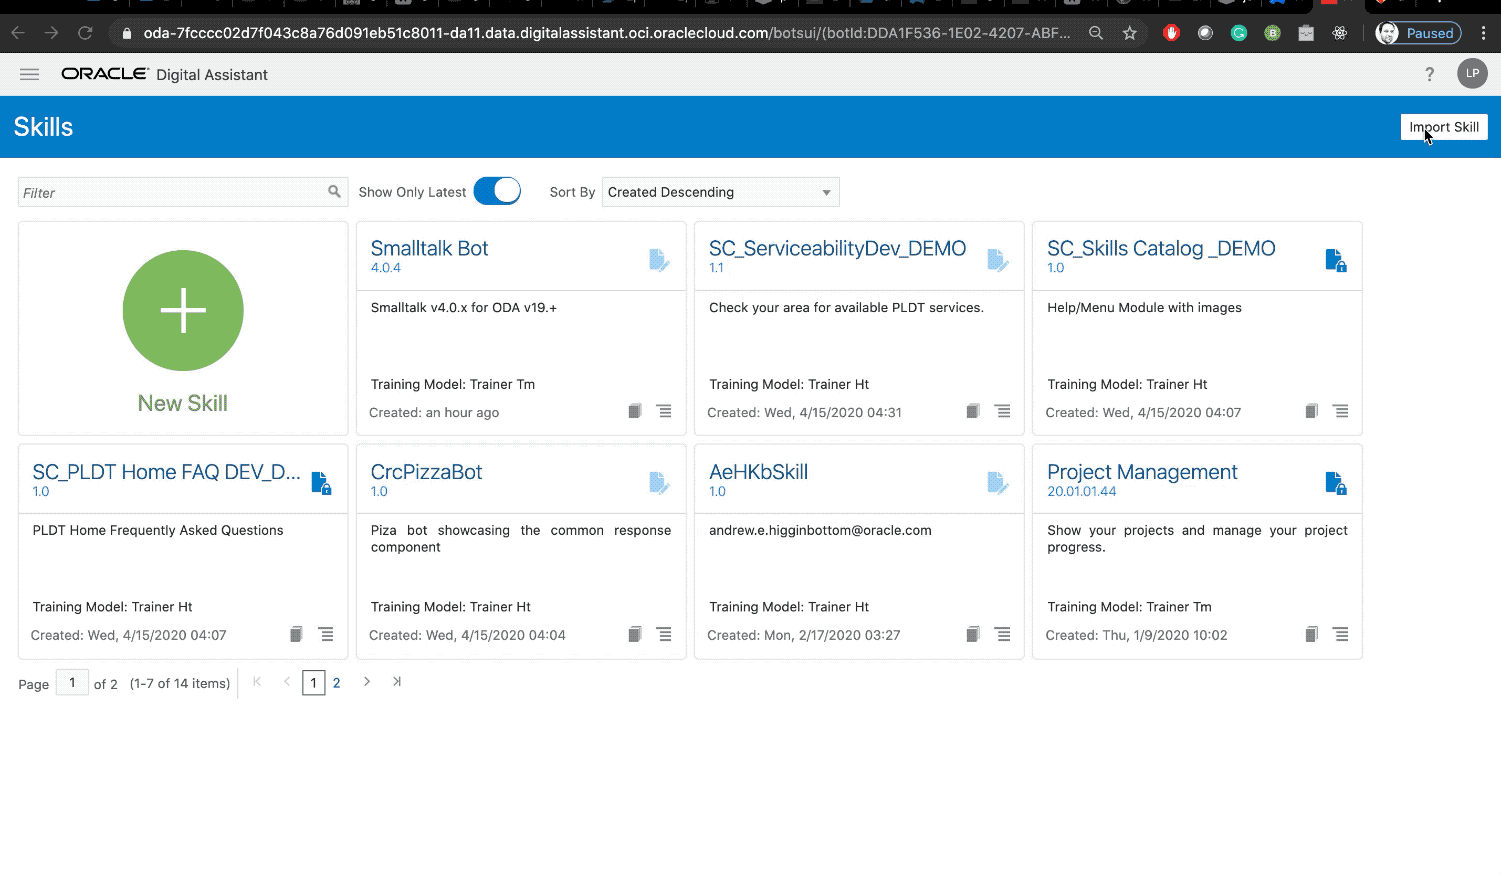 oda-7fcccc02d7f043c8a76d091eb51c8011-da11.data.digitalassistant.oci.oraclecloud.com/botsui/(botId:DDA1F536-1E02-4207-ABF...
Paused
ORACLE Digital Assistant
?
LP
Skills
Import Skill
Filter
Show Only Latest
Sort By
Created Descending
New Skill
Smalltalk Bot
4.0.4
Smalltalk v4.0.x for ODA v19.+
Training Model: Trainer Tm
Created: an hour ago
SC_ServiceabilityDev_DEMO
1.1
Check your area for available PLDT services.
Training Model: Trainer Ht
Created: Wed, 4/15/2020 04:31
SC_Skills Catalog _DEMO
1.0
Help/Menu Module with images
Training Model: Trainer Ht
Created: Wed, 4/15/2020 04:07
SC_PLDT Home FAQ DEV_D...
1.0
PLDT Home Frequently Asked Questions
Training Model: Trainer Ht
Created: Wed, 4/15/2020 04:07
CrcPizzaBot
1.0
Piza bot showcasing the common response
component
Training Model: Trainer Ht
Created: Wed, 4/15/2020 04:04
AeHKbSkill
1.0
andrew.e.higginbottom@oracle.com
Training Model: Trainer Ht
Created: Mon, 2/17/2020 03:27
Project Management
20.01.01.44
Show your projects and manage your project
progress.
Training Model: Trainer Tm
Created: Thu, 1/9/2020 10:02
Page 1 of 2 (1-7 of 14 items) 1 2